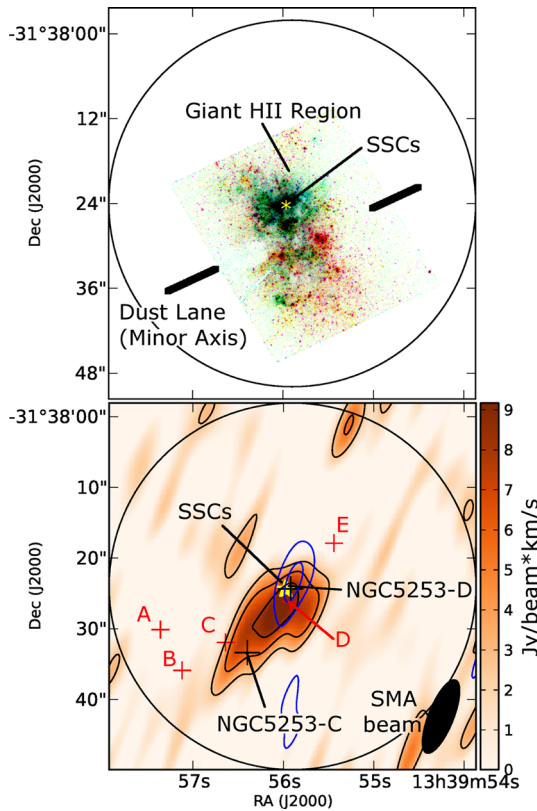 -31°38'00"
12"
24"
36"
48"
Dec (J2000)
Giant HII Region
SSCs
Dust Lane
(Minor Axis)
-31°38'00"
10"
20"
30"
40"
Dec (J2000)
SSCs
E
NGC5253-D
A
C
B
D
NGC5253-C
SMA
beam
57s
56s
55s
13h39m54s
RA (J2000)
9
8
7
6
5
4
3
2
1
0
Jy/beam*km/s